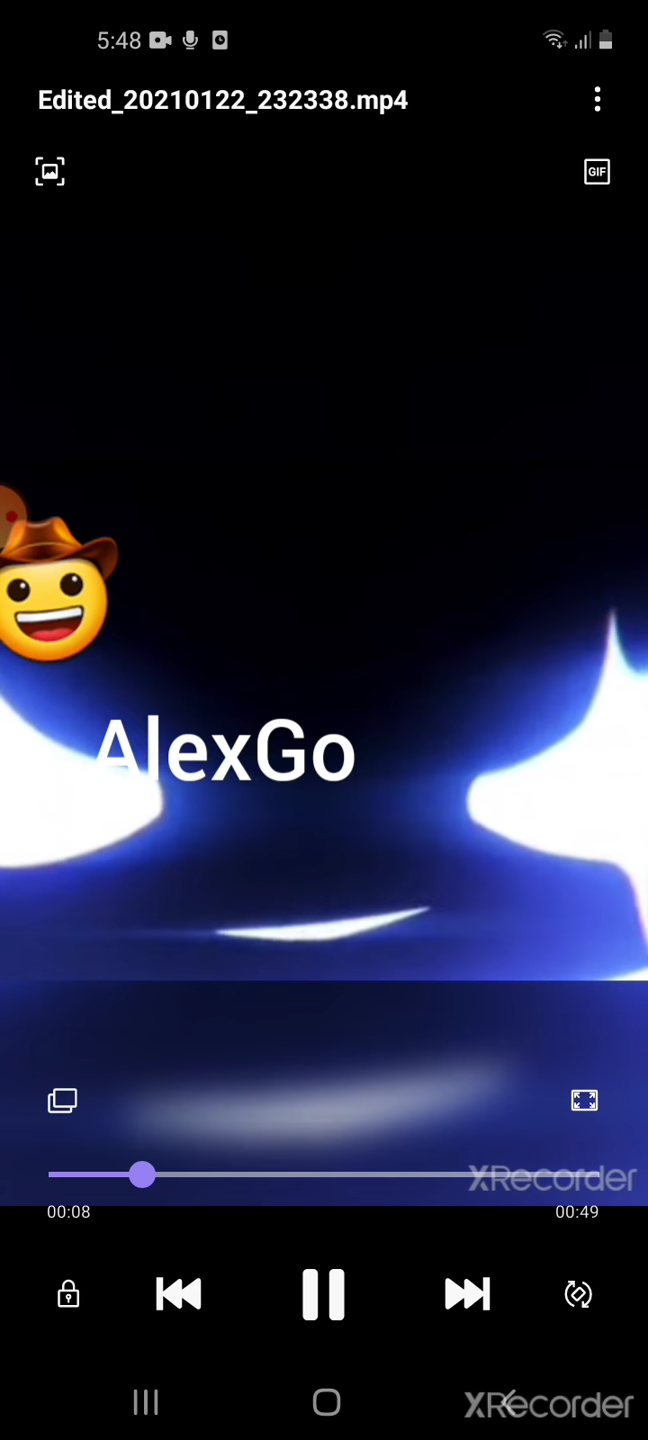 5:48
Edited_20210122_232338.mp4
GIF
AlexGo
XRecorder
00:08
00:49
XRecorder